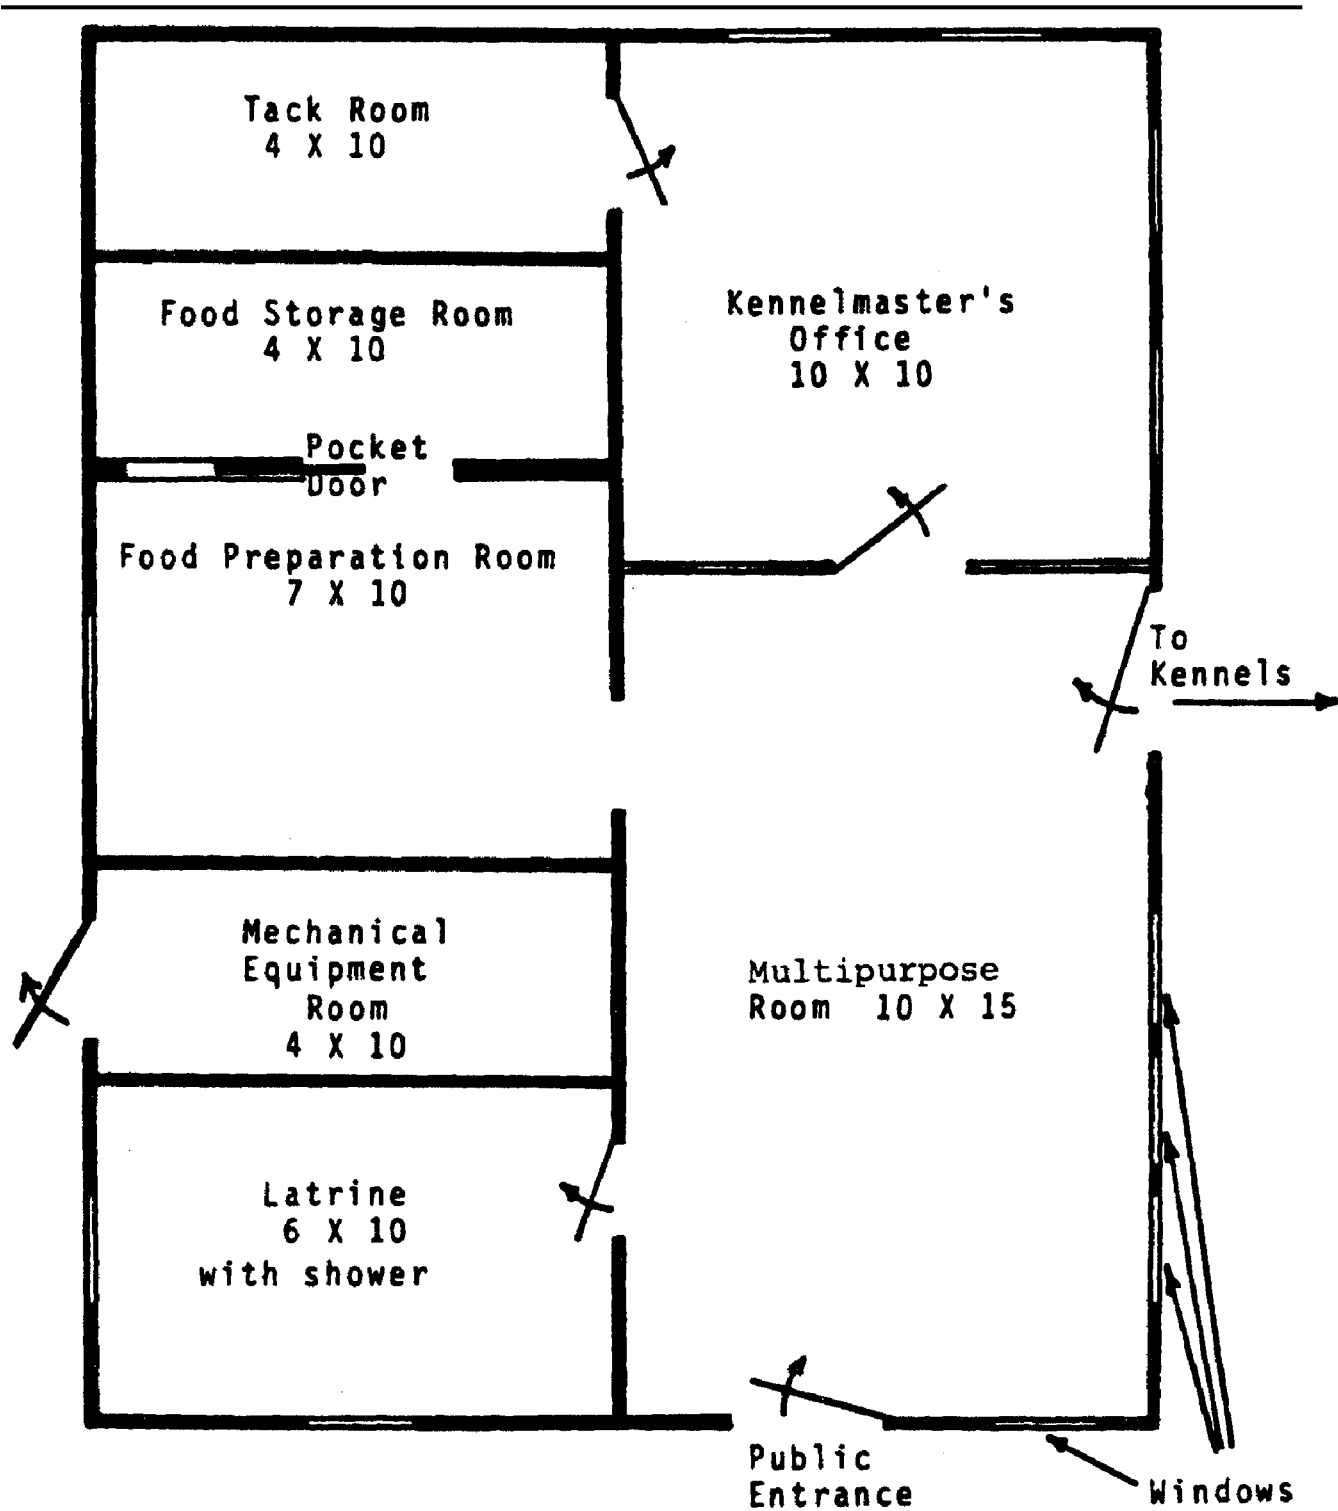 Tack Room
4 X 10
Food Storage Room
4 X 10
Kennelmaster's
Office
10 X 10
Pocket
Door
Food Preparation Room
7 X 10
To
Kennels
Mechanical
Equipment
Room
4 X 10
Multipurpose
Room 10 X 15
Latrine
6 X 10
with shower
Public
Entrance
Windows